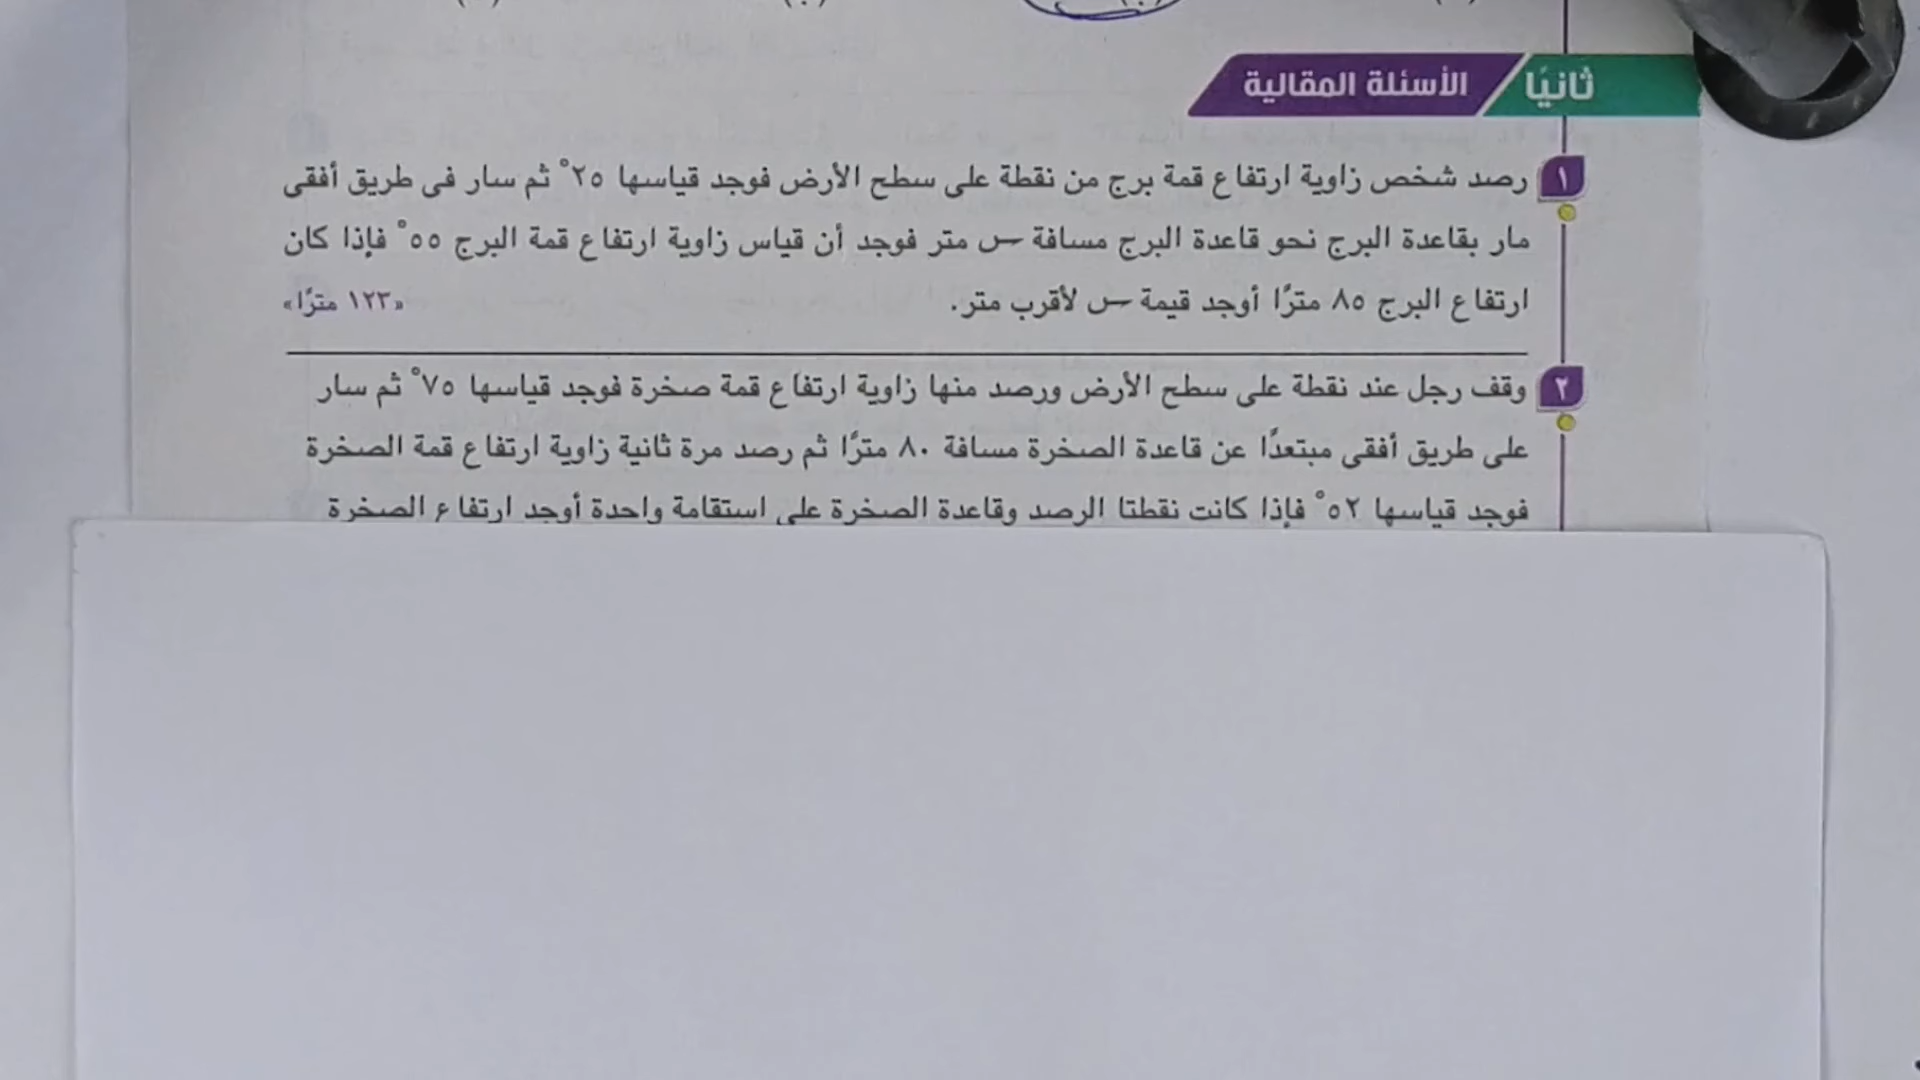 ثانيًا الأسئلة المقالية
١ رصد شخص زاوية ارتفاع قمة برج من نقطة على سطح الأرض فوجد قياسها ٢٥° ثم سار فى طريق أفقى
مار بقاعدة البرج نحو قاعدة البرج مسافة س متر فوجد أن قياس زاوية ارتفاع قمة البرج ٥٥° فإذا كان
ارتفاع البرج ٨٥ مترًا أوجد قيمة س لأقرب متر. «١٢٣ مترًا»
٢ وقف رجل عند نقطة على سطح الأرض ورصد منها زاوية ارتفاع قمة صخرة فوجد قياسها ٧٥° ثم سار
على طريق أفقى مبتعدًا عن قاعدة الصخرة مسافة ٨٠ مترًا ثم رصد مرة ثانية زاوية ارتفاع قمة الصخرة
فوجد قياسها ٥٢° فإذا كانت نقطتا الرصد وقاعدة الصخرة على استقامة واحدة أوجد ارتفاع الصخرة